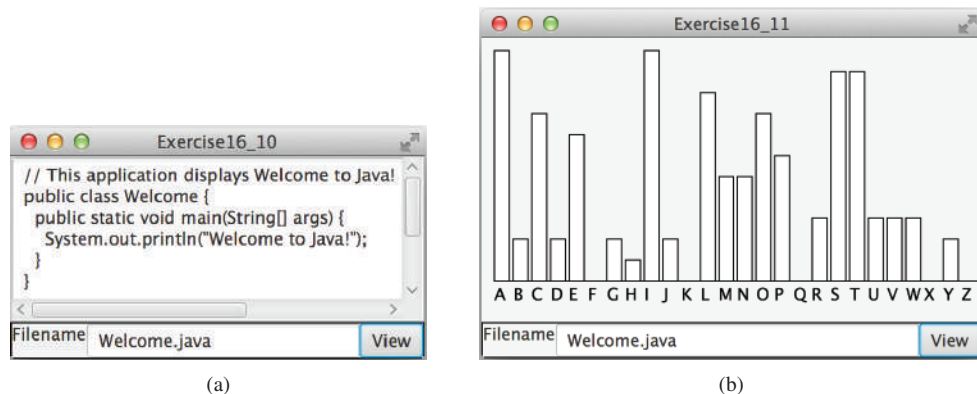 Exercise16_10
// This application displays Welcome to Java!
public class Welcome {
  public static void main(String[] args) {
    System.out.println("Welcome to Java!");
  }
}
Filename Welcome.java View
(a)
Exercise16_11
A B C D E F G H I J K L M N O P Q R S T U V W X Y Z
Filename Welcome.java View
(b)